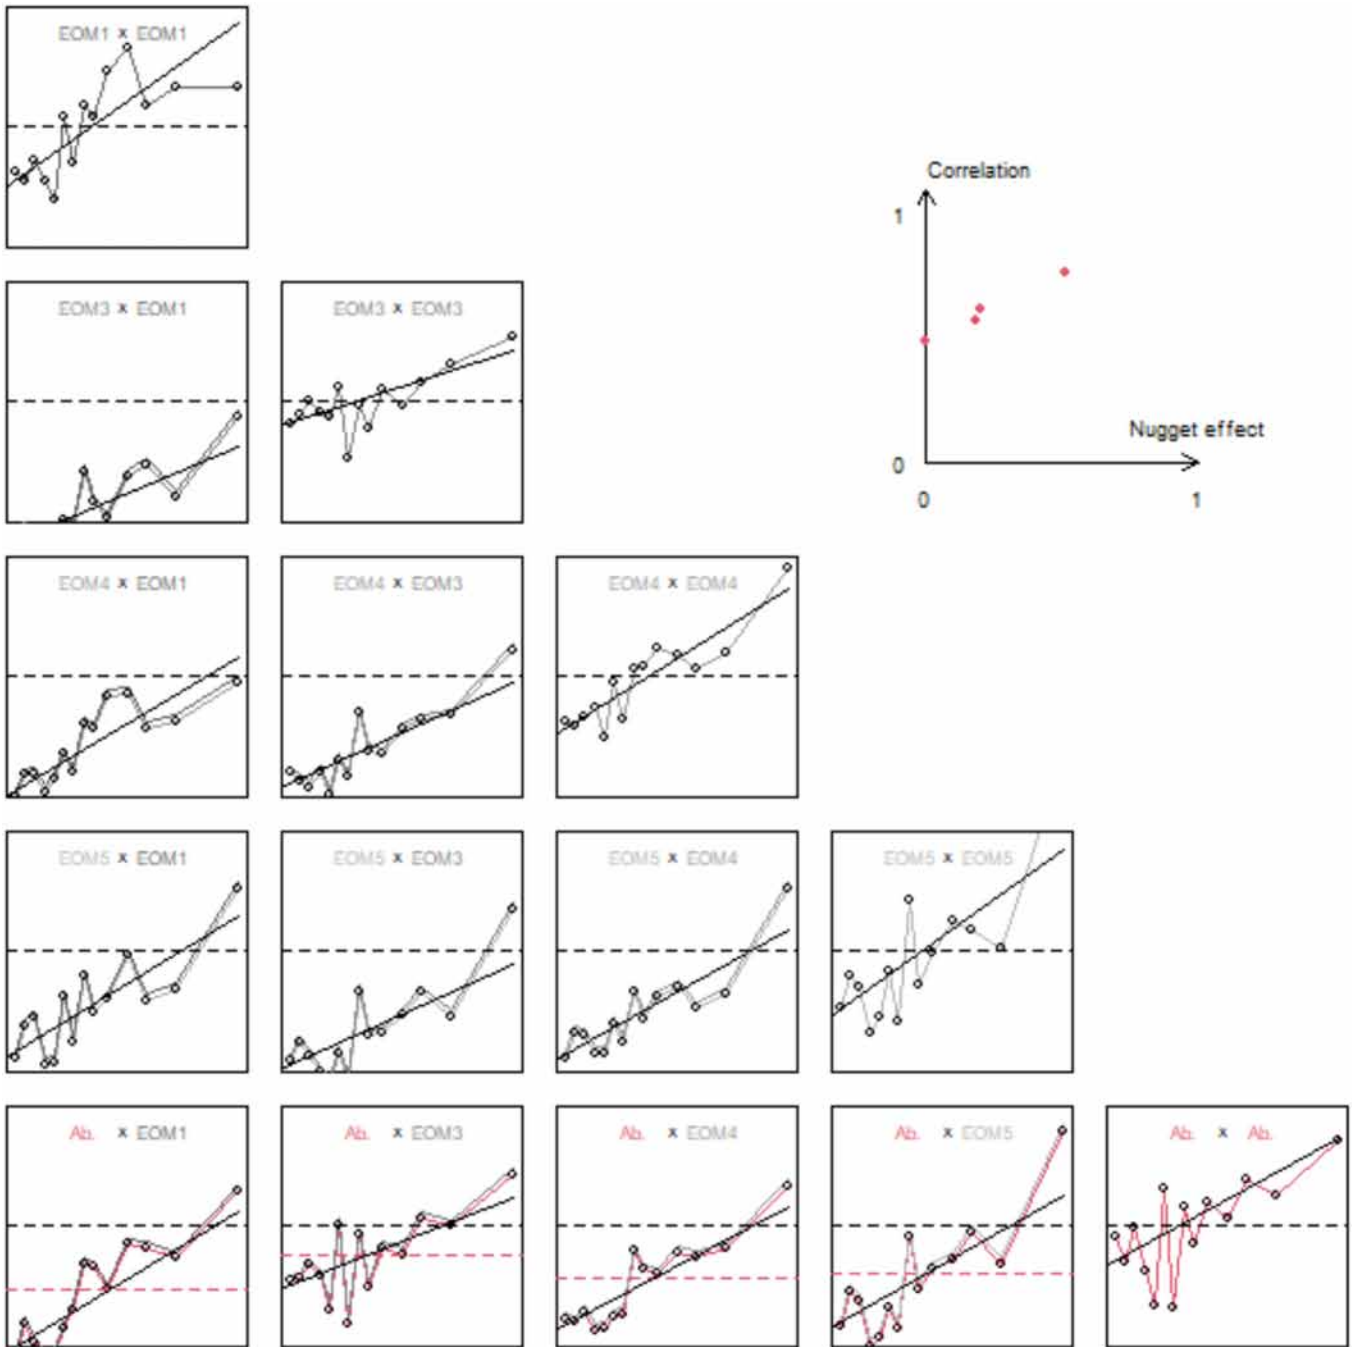 EOM1 x EOM1
Correlation
1
EOM3 x EOM1
EOM3 x EOM3
Nugget effect
0
0
1
EOM4 x EOM1
EOM4 x EOM3
EOM4 x EOM4
EOM5 x EOM1
EOM5 x EOM3
EOM5 x EOM4
EOM5 x EOM5
Ab. x EOM1
Ab. x EOM3
Ab. x EOM4
Ab. x EOM5
Ab. x Ab.